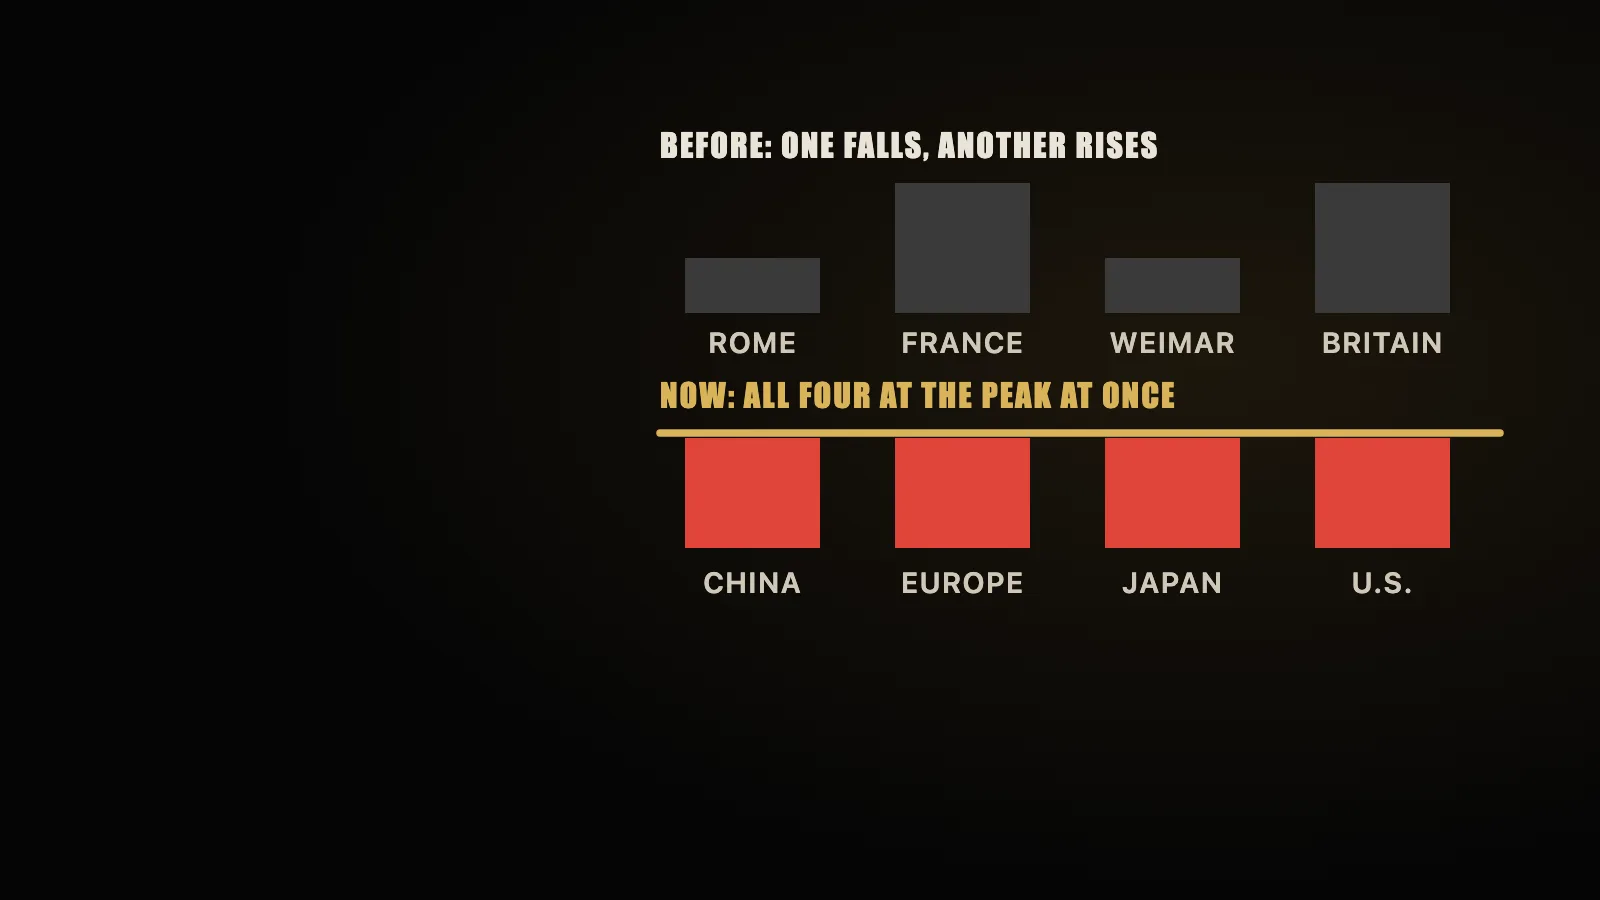 BEFORE: ONE FALLS, ANOTHER RISES
ROME FRANCE WEIMAR BRITAIN
NOW: ALL FOUR AT THE PEAK AT ONCE
CHINA EUROPE JAPAN U.S.